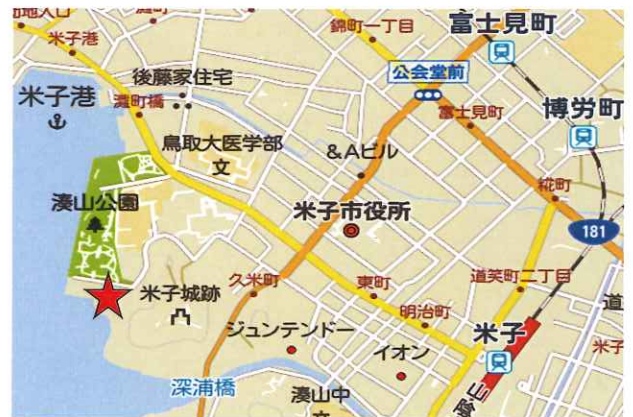 米子港
灘町
錦町一丁目
富士見町
公会堂前
後藤家住宅
米子港
灘町橋
富士見町
博労町
鳥取大医学部
文
&Aビル
糀町
湊山公園
米子市役所
181
米子城跡
久米町
東町
道笑町二丁目
明治町
ジュンテンドー
米子
イオン
深浦橋
湊山中